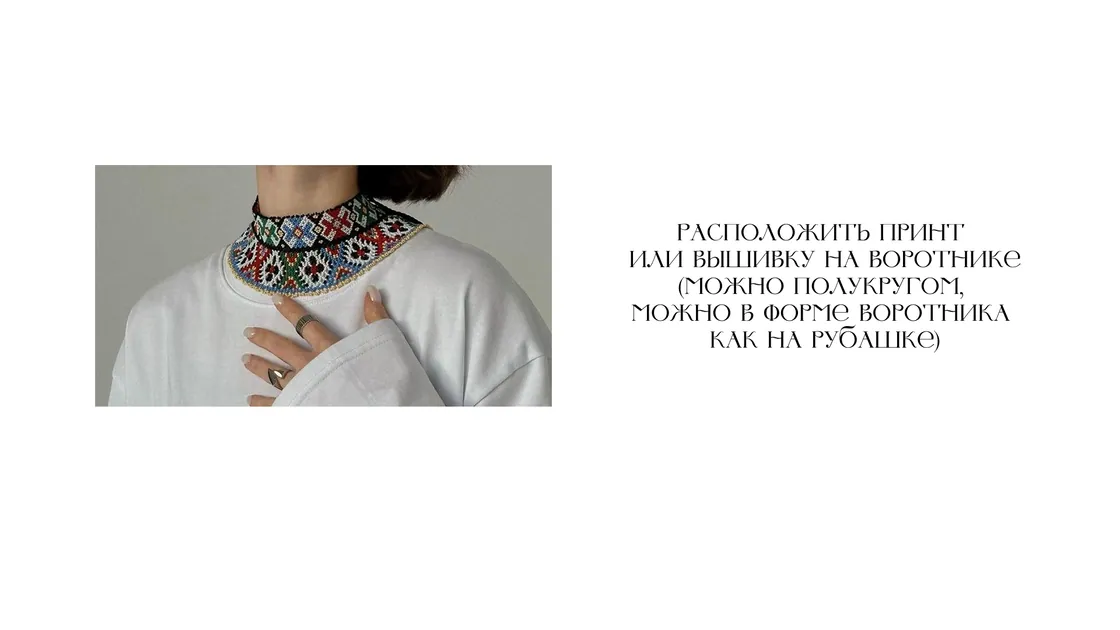 РАСПОЛОЖИТЬ ПРИНТ
ИЛИ ВЫШИВКУ НА ВОРОТНИКЕ
(МОЖНО ПОЛУКРУГОМ,
МОЖНО В ФОРМЕ ВОРОТНИКА
КАК НА РУБАШКЕ)